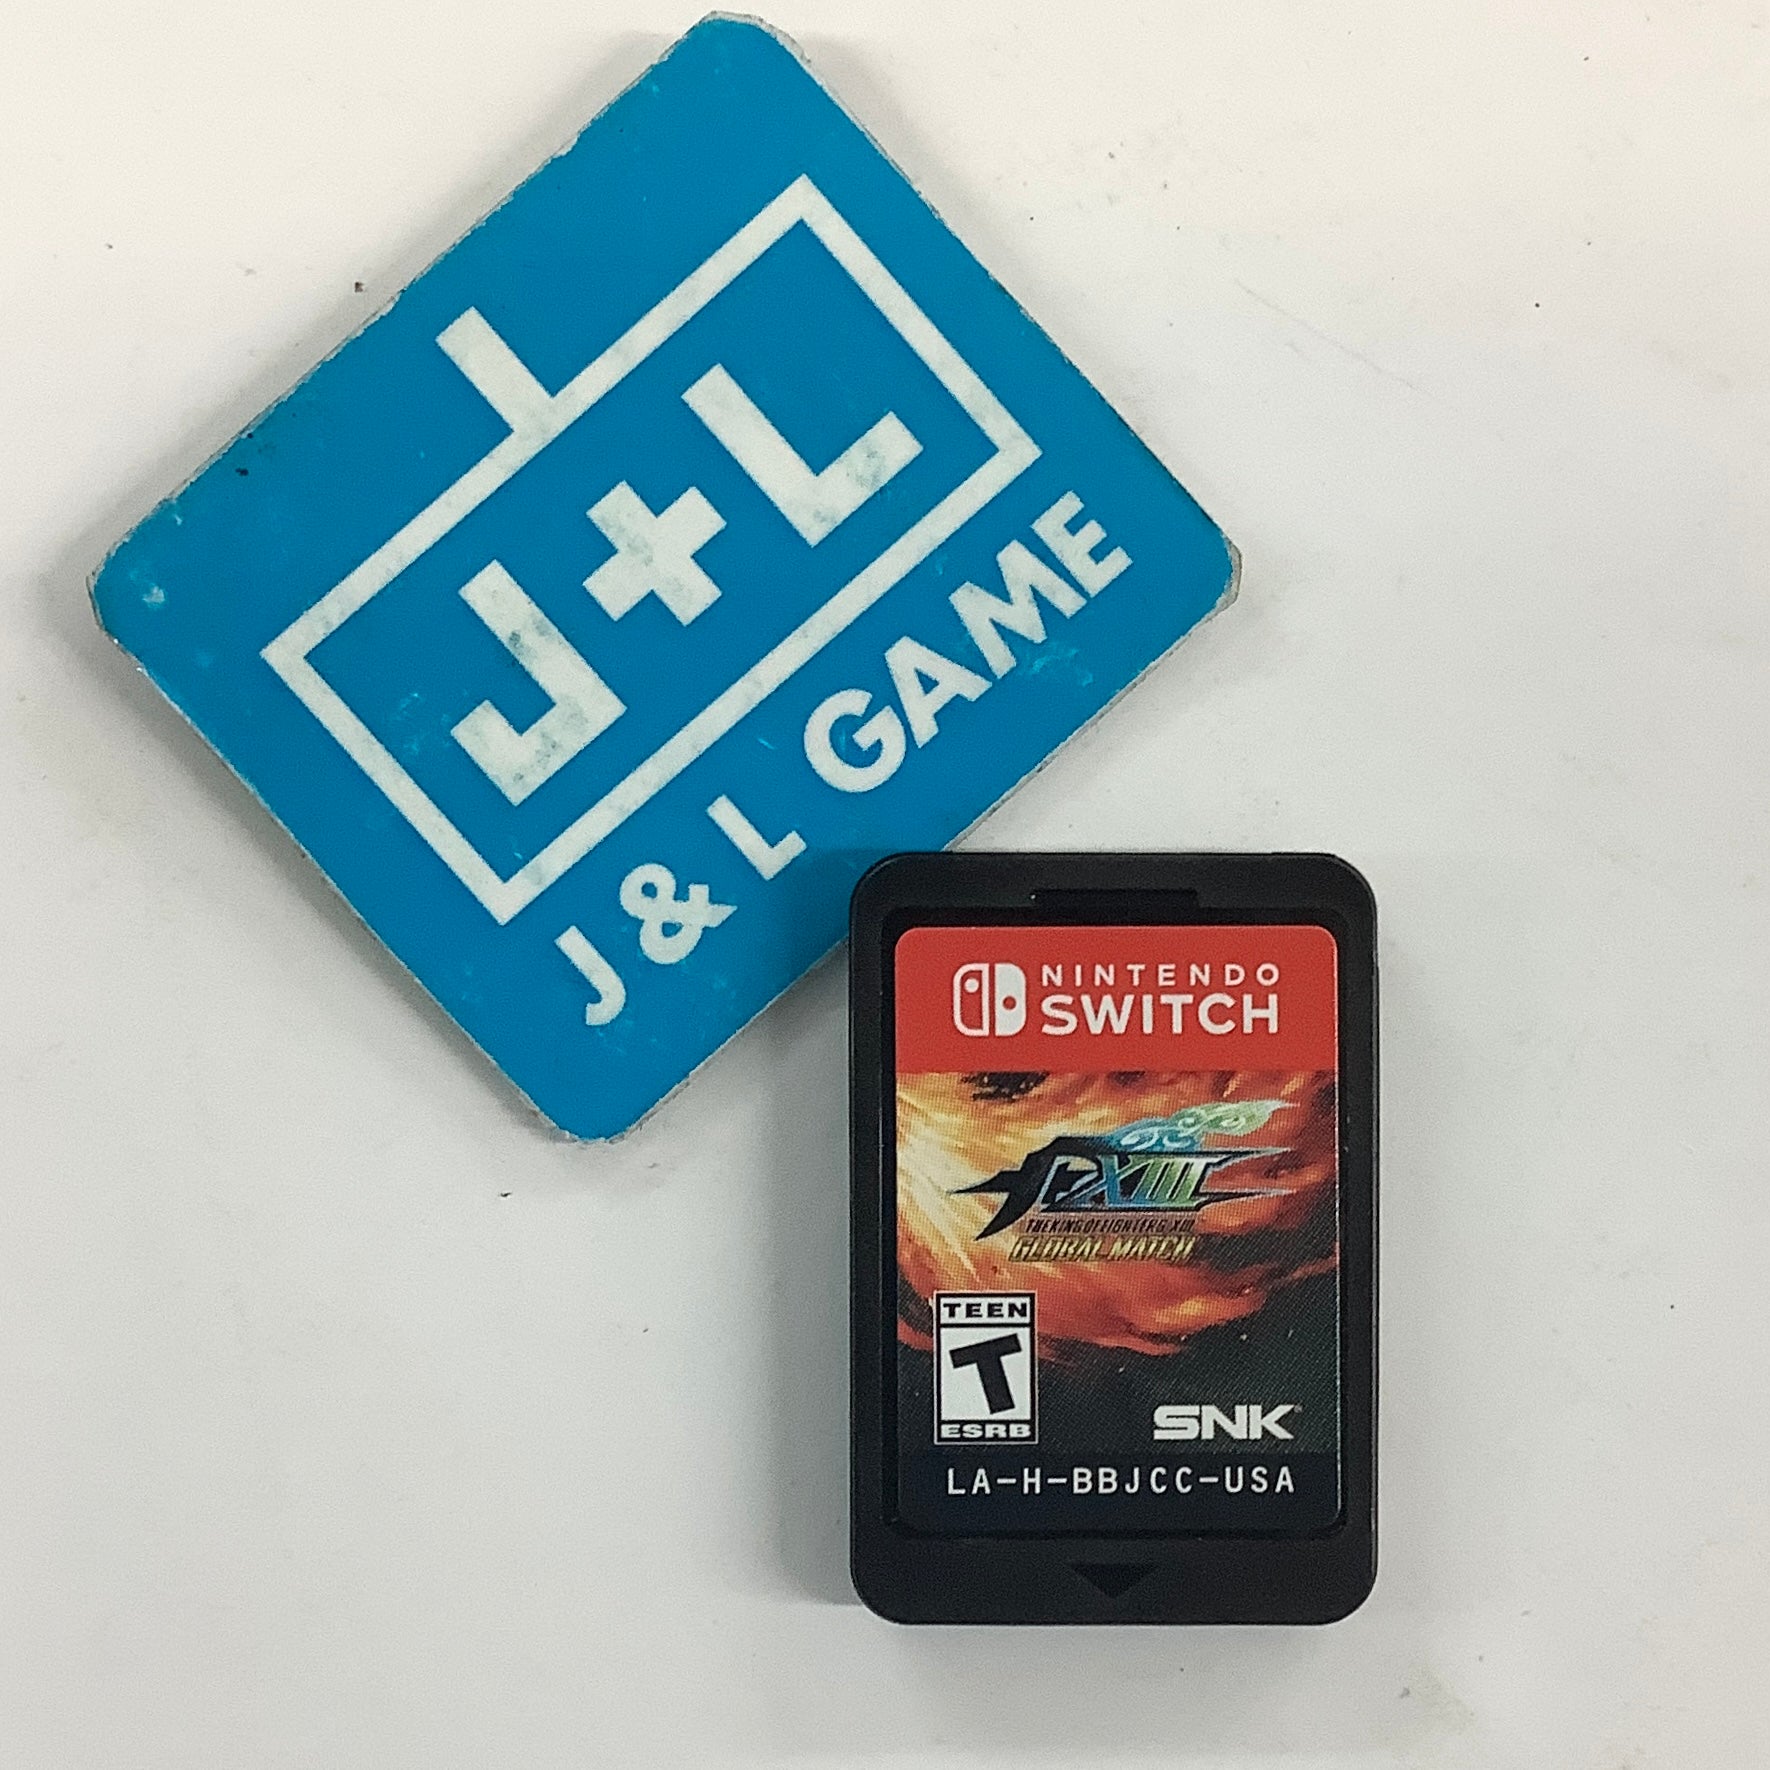 J+L
J & L GAME
NINTENDO
SWITCH
XIII
THE KING OF FIGHTERS XIII
GLOBAL MATCH
TEEN
T
ESRB
SNK
LA-H-BBJCC-USA